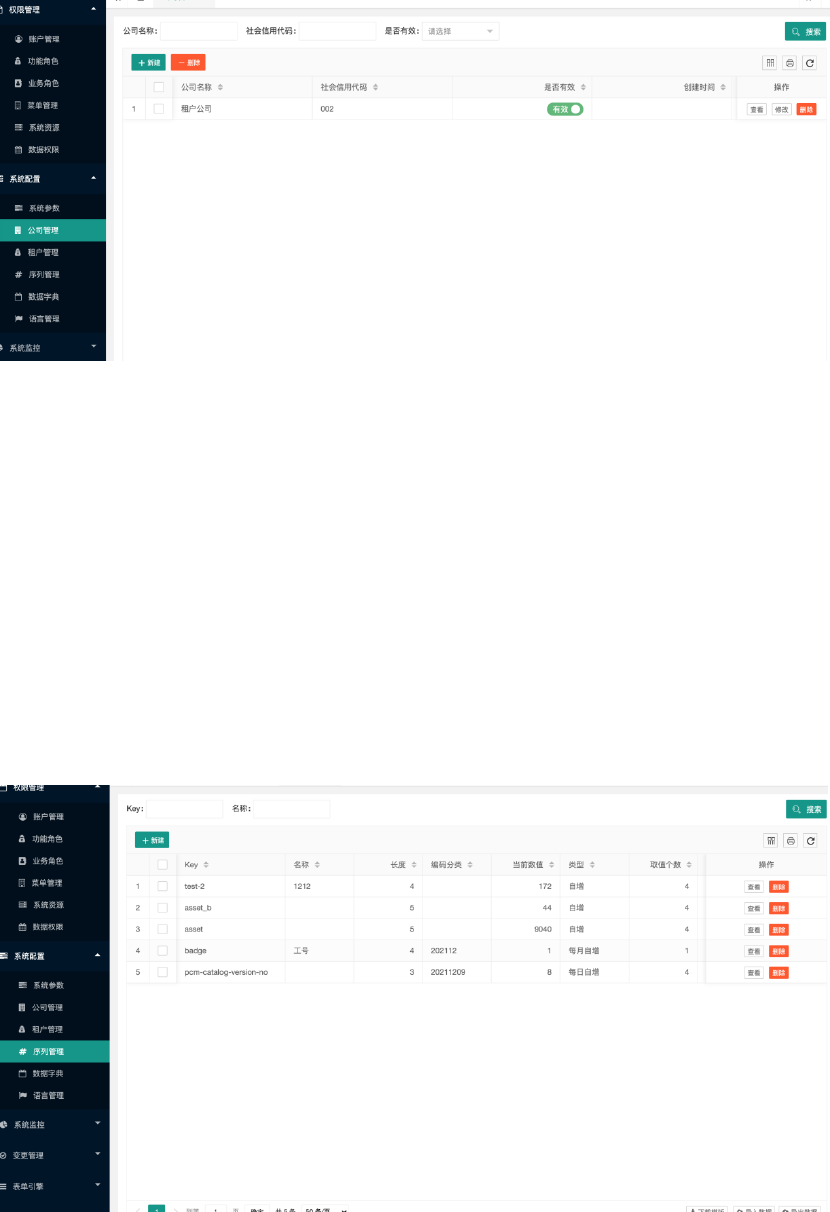 权限管理
账户管理
功能角色
业务角色
菜单管理
系统资源
数据权限
系统配置
系统参数
公司管理
租户管理
序列管理
数据字典
语言管理
系统监控
公司名称: 社会信用代码: 是否有效: 请选择 搜索
+ 新建 − 删除
公司名称 社会信用代码 是否有效 创建时间 操作
1 租户公司 002 有效 查看 修改 删除
权限管理
账户管理
功能角色
业务角色
菜单管理
系统资源
数据权限
系统配置
系统参数
公司管理
租户管理
# 序列管理
数据字典
语言管理
系统监控
变更管理
表单引擎
Key: 名称: 搜索
+ 新建
Key 名称 长度 编码分类 当前数值 类型 取值个数 操作
1 test-2 1212 4 172 自增 4 查看 删除
2 asset_b 5 44 自增 4 查看 删除
3 asset 5 9040 自增 4 查看 删除
4 badge 工号 4 202112 1 每月自增 1 查看 删除
5 pcm-catalog-version-no 3 20211209 8 每日自增 4 查看 删除
1 1 页 确定 共 5 条 50 条/页 下载模板 导入数据 导出数据